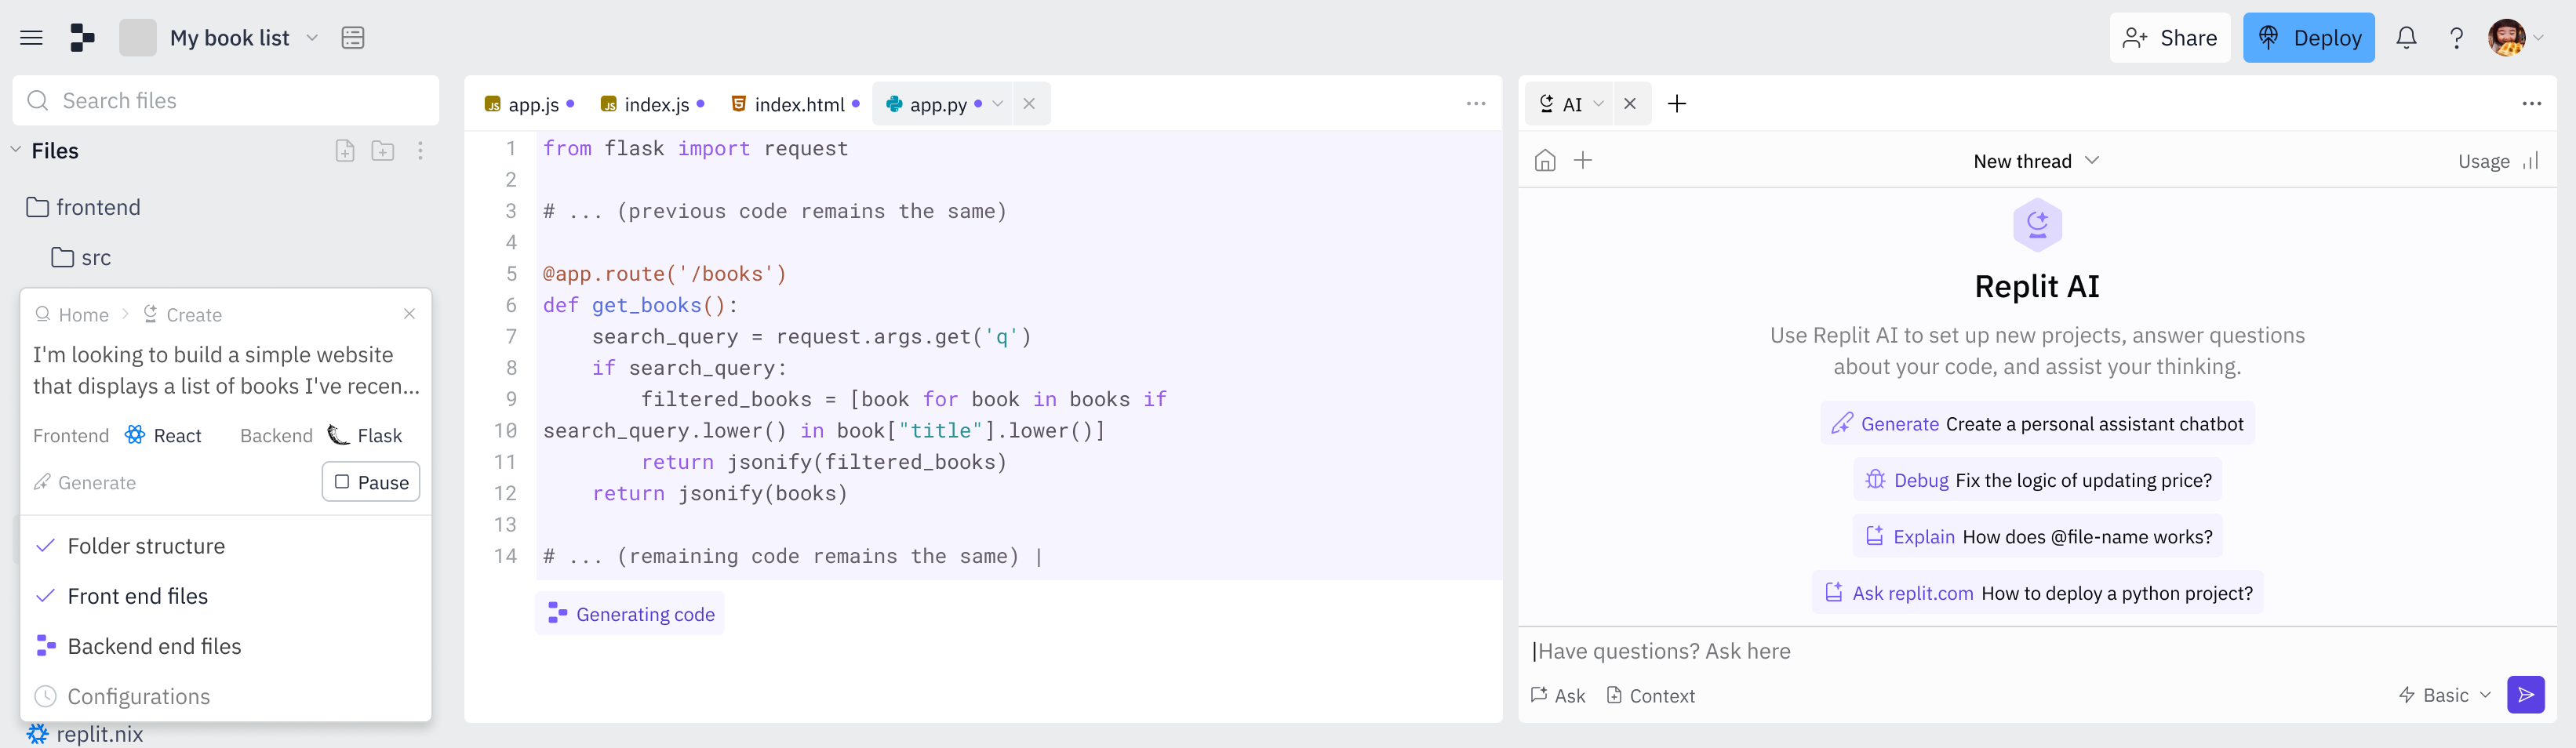 My book list
Share
Deploy
Search files
Files
frontend
src
Home > Create
I'm looking to build a simple website
that displays a list of books I've recen...
Frontend React Backend Flask
Generate Pause
Folder structure
Front end files
Backend end files
Configurations
replit.nix
JS app.js JS index.js index.html app.py
1 from flask import request
2
3 # ... (previous code remains the same)
4
5 @app.route('/books')
6 def get_books():
7 search_query = request.args.get('q')
8 if search_query:
9 filtered_books = [book for book in books if
10 search_query.lower() in book["title"].lower()]
11 return jsonify(filtered_books)
12 return jsonify(books)
13
14 # ... (remaining code remains the same) |
Generating code
AI
New thread
Usage
Replit AI
Use Replit AI to set up new projects, answer questions
about your code, and assist your thinking.
Generate Create a personal assistant chatbot
Debug Fix the logic of updating price?
Explain How does @file-name works?
Ask replit.com How to deploy a python project?
Have questions? Ask here
Ask Context Basic